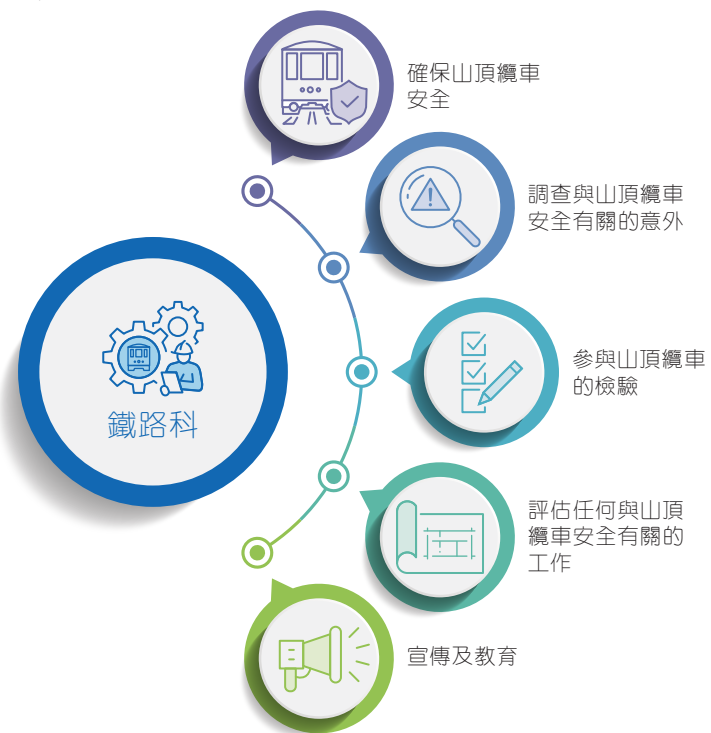 確保山頂纜車
安全
調查與山頂纜車
安全有關的意外
鐵路科
參與山頂纜車
的檢驗
評估任何與山頂
纜車安全有關的
工作
宣傳及教育